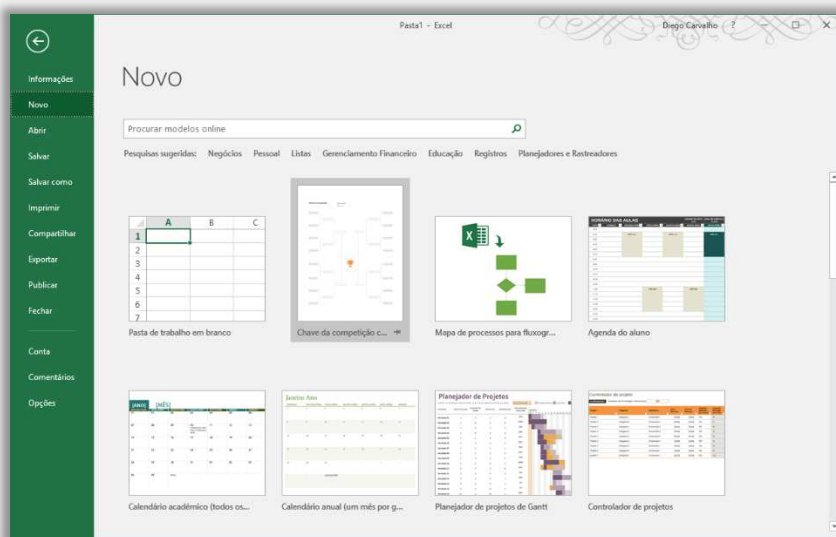 Pasta1 - Excel
Diego Carvalho ?
Informações
Novo
Abrir
Salvar
Salvar como
Imprimir
Compartilhar
Exportar
Publicar
Fechar
Conta
Comentários
Opções
Novo
Procurar modelos online
Pesquisas sugeridas: Negócios Pessoal Listas Gerenciamento Financeiro Educação Registros Planejadores e Rastreadores
A B C
1
2
3
4
5
6
7
HORÁRIO DAS AULAS
Pasta de trabalho em branco
Chave da competição c...
Mapa de processos para fluxogr...
Agenda do aluno
[ANO] [MÊS]
Janeiro Ano
Planejador de Projetos
Controlador de projeto
Calendário acadêmico (todos os...
Calendário anual (um mês por g...
Planejador de projetos de Gantt
Controlador de projetos